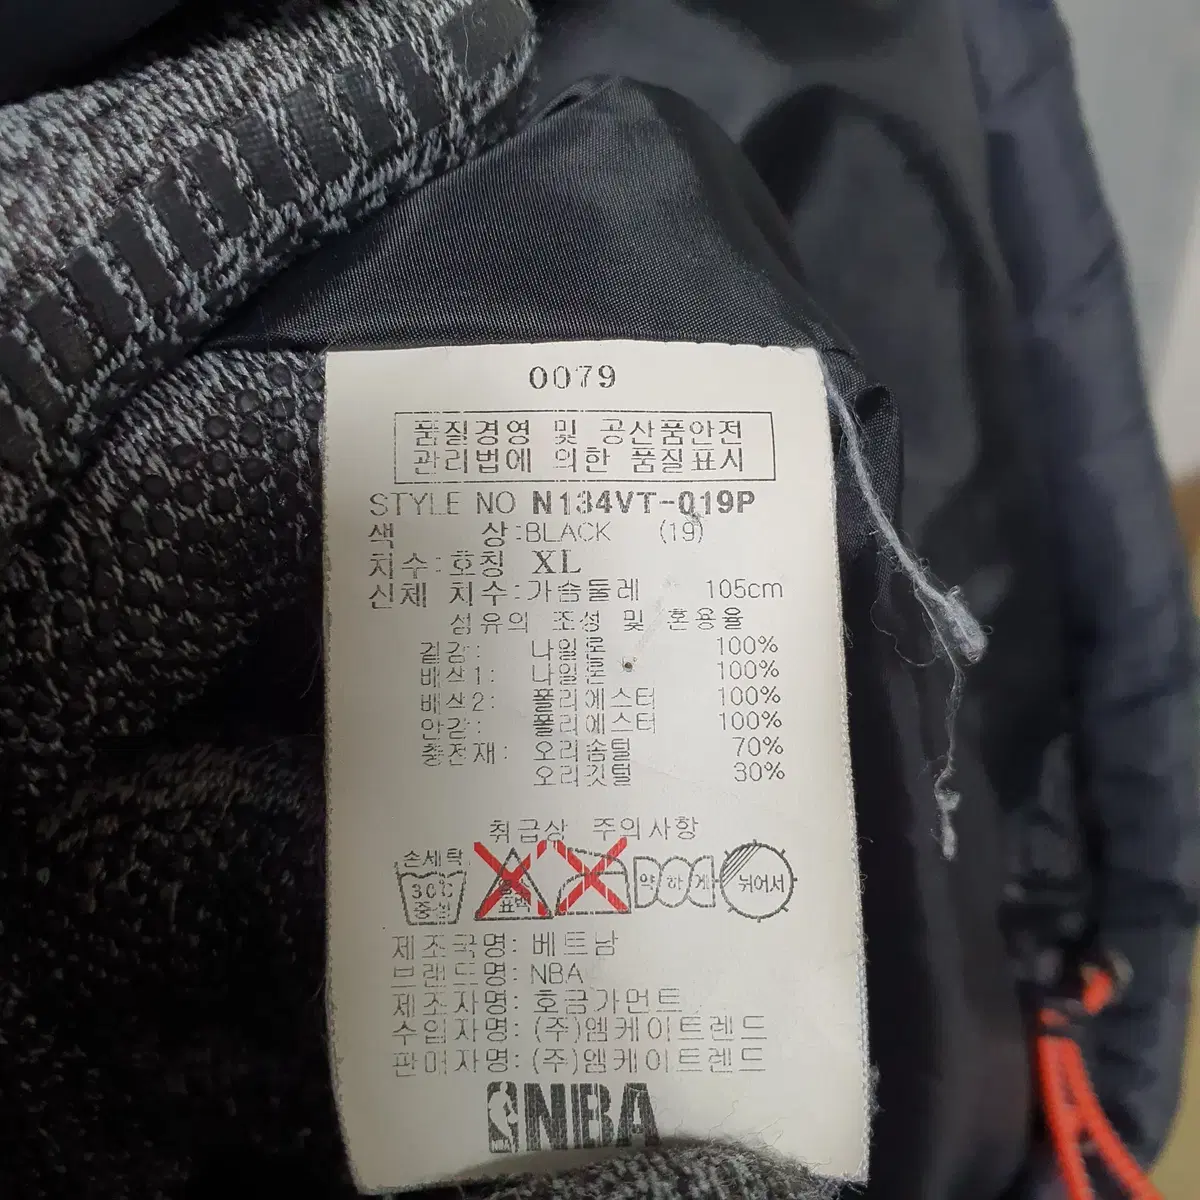 0079
품질경영 및 공산품안전
관리법에 의한 품질표시
STYLE NO N134VT-019P
색 상:BLACK (19)
치수:호칭 XL
신체 치수:가슴둘레 105cm
섬유의 조성 및 혼용율
겉감: 나일론 100%
배색1: 나일론 100%
배색2: 폴리에스터 100%
안감: 폴리에스터 100%
충전재: 오리솜털 70%
오리깃털 30%
취급상 주의사항
손세탁
30℃
중성
염소
표백
약하게
뉘어서
제조국명: 베트남
브랜드명: NBA
제조자명: 호금가먼트
수입자명: (주)엠케이트렌드
판매자명: (주)엠케이트렌드
NBA